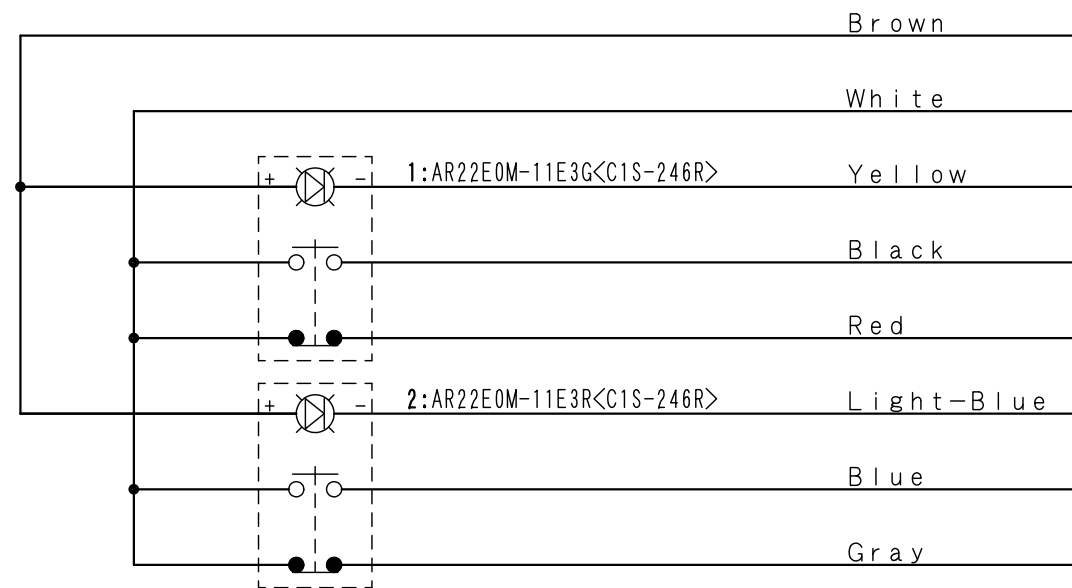 Brown
White
+ - 1:AR22E0M-11E3G<C1S-246R> Yellow
Black
Red
+ - 2:AR22E0M-11E3R<C1S-246R> Light-Blue
Blue
Gray